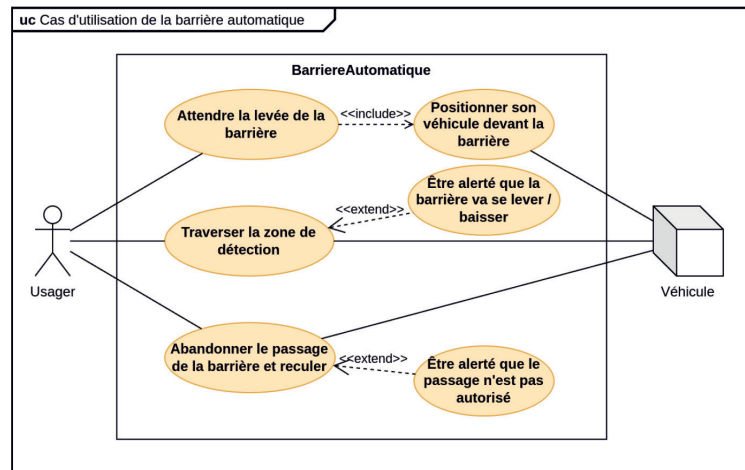 uc Cas d'utilisation de la barrière automatique
BarriereAutomatique
Attendre la levée de la
barrière
<<include>>
Positionner son
véhicule devant la
barrière
Être alerté que la
barrière va se lever /
baisser
<<extend>>
Traverser la zone de
détection
Usager
Véhicule
Abandonner le passage
de la barrière et reculer
<<extend>>
Être alerté que le
passage n'est pas
autorisé